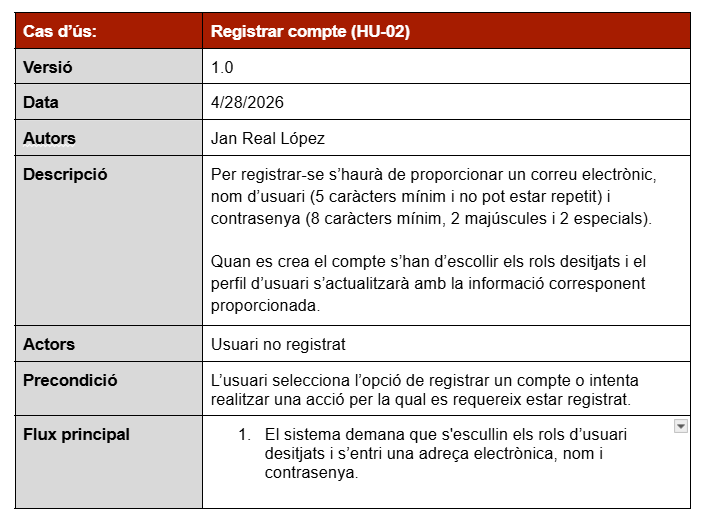 Cas d’ús:
Registrar compte (HU-02)
Versió
1.0
Data
4/28/2026
Autors
Jan Real López
Descripció
Per registrar-se s’haurà de proporcionar un correu electrònic,
nom d’usuari (5 caràcters mínim i no pot estar repetit) i
contrasenya (8 caràcters mínim, 2 majúscules i 2 especials).
Quan es crea el compte s’han d’escollir els rols desitjats i el
perfil d’usuari s’actualitzarà amb la informació corresponent
proporcionada.
Actors
Usuari no registrat
Precondició
L’usuari selecciona l’opció de registrar un compte o intenta
realitzar una acció per la qual es requereix estar registrat.
Flux principal
1. El sistema demana que s'escullin els rols d’usuari
desitjats i s’entri una adreça electrònica, nom i
contrasenya.